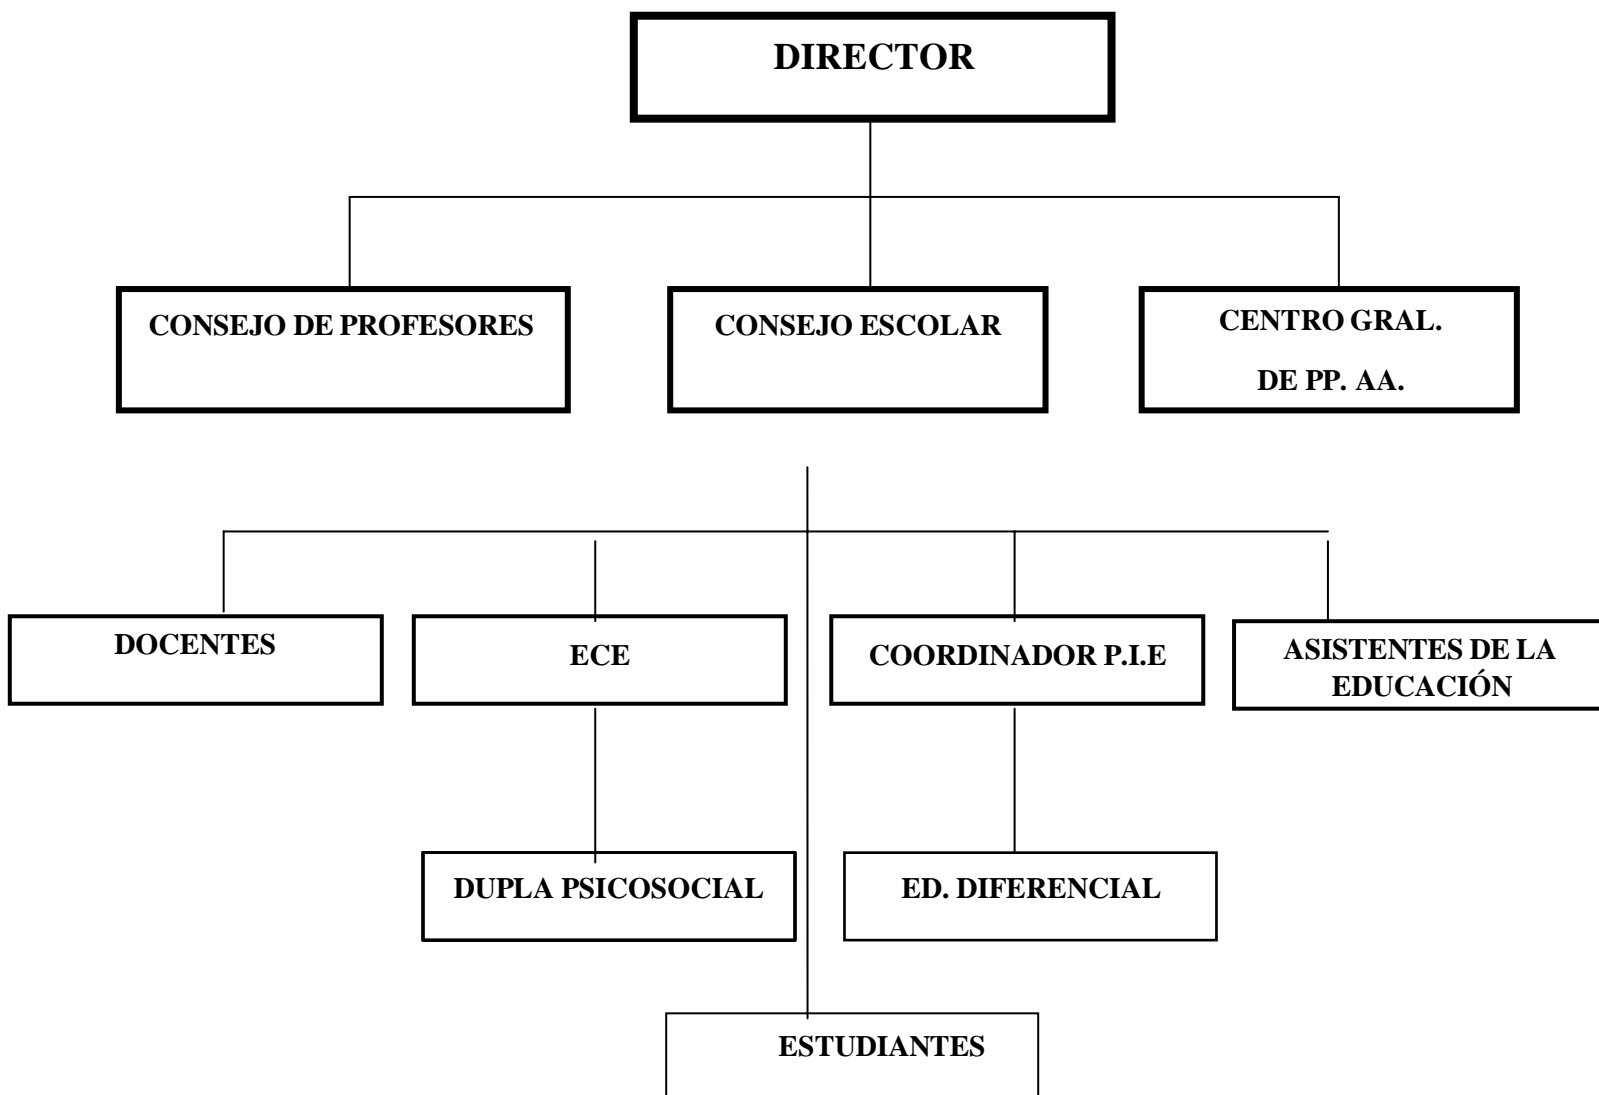 DIRECTOR
CONSEJO DE PROFESORES
CONSEJO ESCOLAR
CENTRO GRAL.
DE PP. AA.
DOCENTES
ECE
COORDINADOR P.I.E
ASISTENTES DE LA
EDUCACIÓN
DUPLA PSICOSOCIAL
ED. DIFERENCIAL
ESTUDIANTES